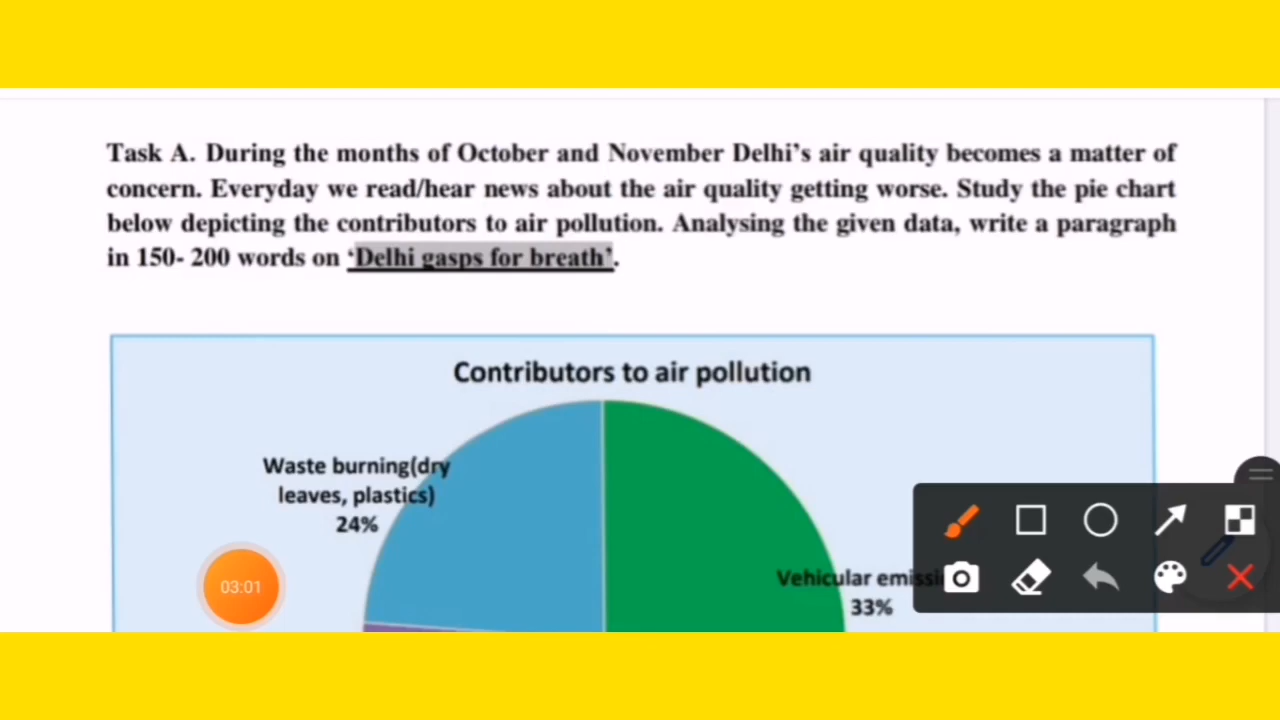 Task A. During the months of October and November Delhi's air quality becomes a matter of
concern. Everyday we read/hear news about the air quality getting worse. Study the pie chart
below depicting the contributors to air pollution. Analysing the given data, write a paragraph
in 150- 200 words on ‘Delhi gasps for breath’.
Contributors to air pollution
Waste burning(dry
leaves, plastics)
24%
Vehicular
33%
03:01